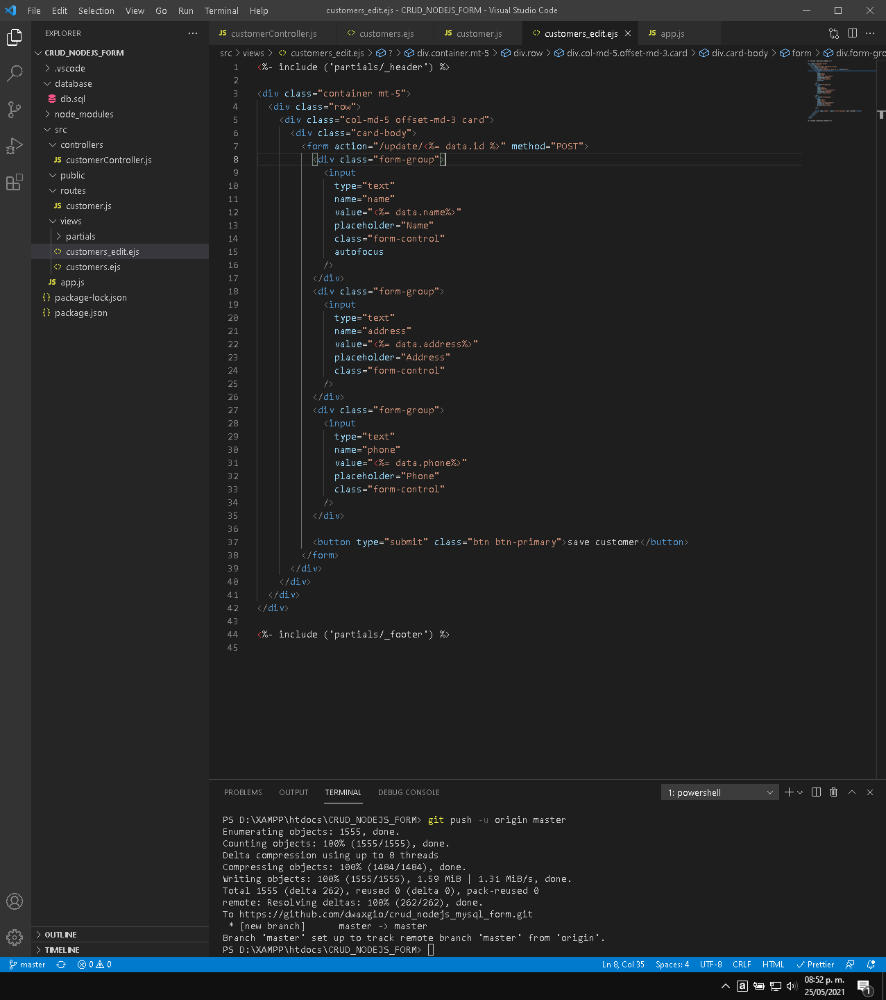 File Edit Selection View Go Run Terminal Help customers_edit.ejs - CRUD_NODEJS_FORM - Visual Studio Code
EXPLORER
CRUD_NODEJS_FORM
.vscode
database
db.sql
node_modules
src
controllers
JS customerController.js
public
routes
JS customer.js
views
partials
<> customers_edit.ejs
<> customers.ejs
JS app.js
{} package-lock.json
{} package.json
OUTLINE
TIMELINE
JS customerController.js <> customers.ejs JS customer.js <> customers_edit.ejs JS app.js
src > views > <> customers_edit.ejs > ? > div.container.mt-5 > div.row > div.col-md-5.offset-md-3.card > div.card-body > form > div.form-gro
1 <%- include ('partials/_header') %>
2
3 <div class="container mt-5">
4 <div class="row">
5 <div class="col-md-5 offset-md-3 card">
6 <div class="card-body">
7 <form action="/update/<%= data.id %>" method="POST">
8 <div class="form-group">
9 <input
10 type="text"
11 name="name"
12 value="<%= data.name%>"
13 placeholder="Name"
14 class="form-control"
15 autofocus
16 />
17 </div>
18 <div class="form-group">
19 <input
20 type="text"
21 name="address"
22 value="<%= data.address%>"
23 placeholder="Address"
24 class="form-control"
25 />
26 </div>
27 <div class="form-group">
28 <input
29 type="text"
30 name="phone"
31 value="<%= data.phone%>"
32 placeholder="Phone"
33 class="form-control"
34 />
35 </div>
36
37 <button type="submit" class="btn btn-primary">save customer</button>
38 </form>
39 </div>
40 </div>
41 </div>
42 </div>
43
44 <%- include ('partials/_footer') %>
45
PROBLEMS OUTPUT TERMINAL DEBUG CONSOLE 1: powershell
PS D:\XAMPP\htdocs\CRUD_NODEJS_FORM> git push -u origin master
Enumerating objects: 1555, done.
Counting objects: 100% (1555/1555), done.
Delta compression using up to 8 threads
Compressing objects: 100% (1484/1484), done.
Writing objects: 100% (1555/1555), 1.59 MiB | 1.31 MiB/s, done.
Total 1555 (delta 262), reused 0 (delta 0), pack-reused 0
remote: Resolving deltas: 100% (262/262), done.
To https://github.com/dwaxgio/crud_nodejs_mysql_form.git
* [new branch] master -> master
Branch 'master' set up to track remote branch 'master' from 'origin'.
PS D:\XAMPP\htdocs\CRUD_NODEJS_FORM>
master 0 0 Ln 8, Col 35 Spaces: 4 UTF-8 CRLF HTML Prettier
a 08:52 p. m.
25/05/2021
1